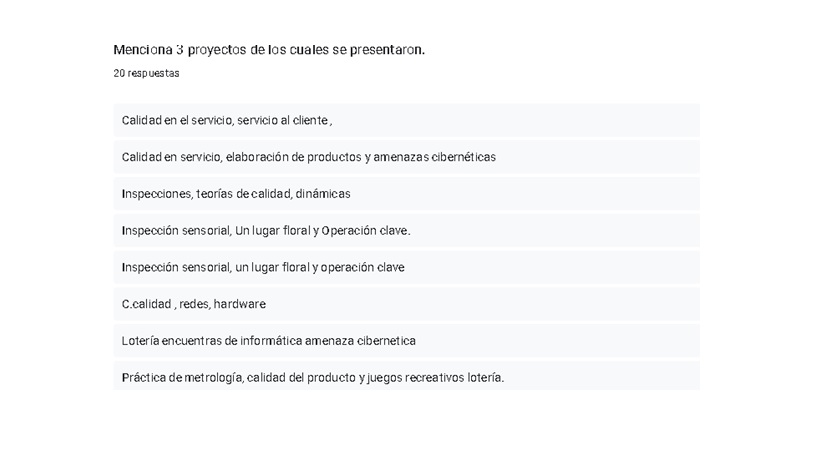 Menciona 3 proyectos de los cuales se presentaron.
20 respuestas
Calidad en el servicio, servicio al cliente ,
Calidad en servicio, elaboración de productos y amenazas cibernéticas
Inspecciones, teorías de calidad, dinámicas
Inspección sensorial, Un lugar floral y Operación clave.
Inspección sensorial, un lugar floral y operación clave
C.calidad , redes, hardware
Lotería encuentras de informática amenaza cibernetica
Práctica de metrología, calidad del producto y juegos recreativos lotería.